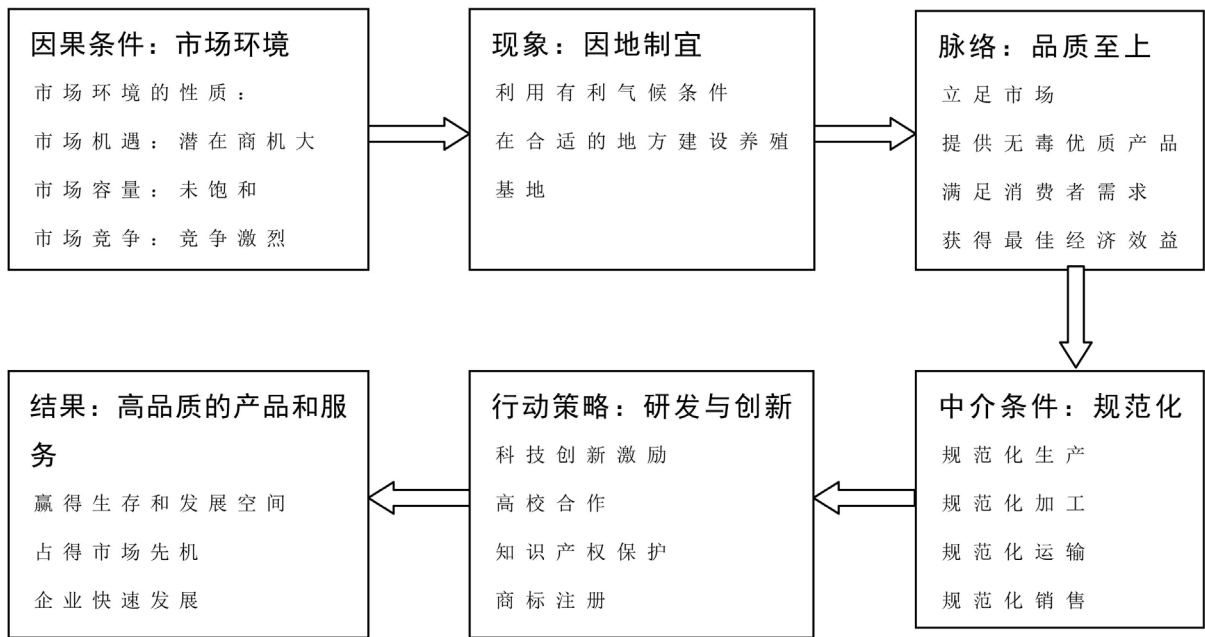 因果条件：市场环境
市场环境的性质：
市场机遇：潜在商机大
市场容量：未饱和
市场竞争：竞争激烈
现象：因地制宜
利用有利气候条件
在合适的地方建设养殖
基地
脉络：品质至上
立足市场
提供无毒优质产品
满足消费者需求
获得最佳经济效益
中介条件：规范化
规范化生产
规范化加工
规范化运输
规范化销售
行动策略：研发与创新
科技创新激励
高校合作
知识产权保护
商标注册
结果：高品质的产品和服
务
赢得生存和发展空间
占得市场先机
企业快速发展